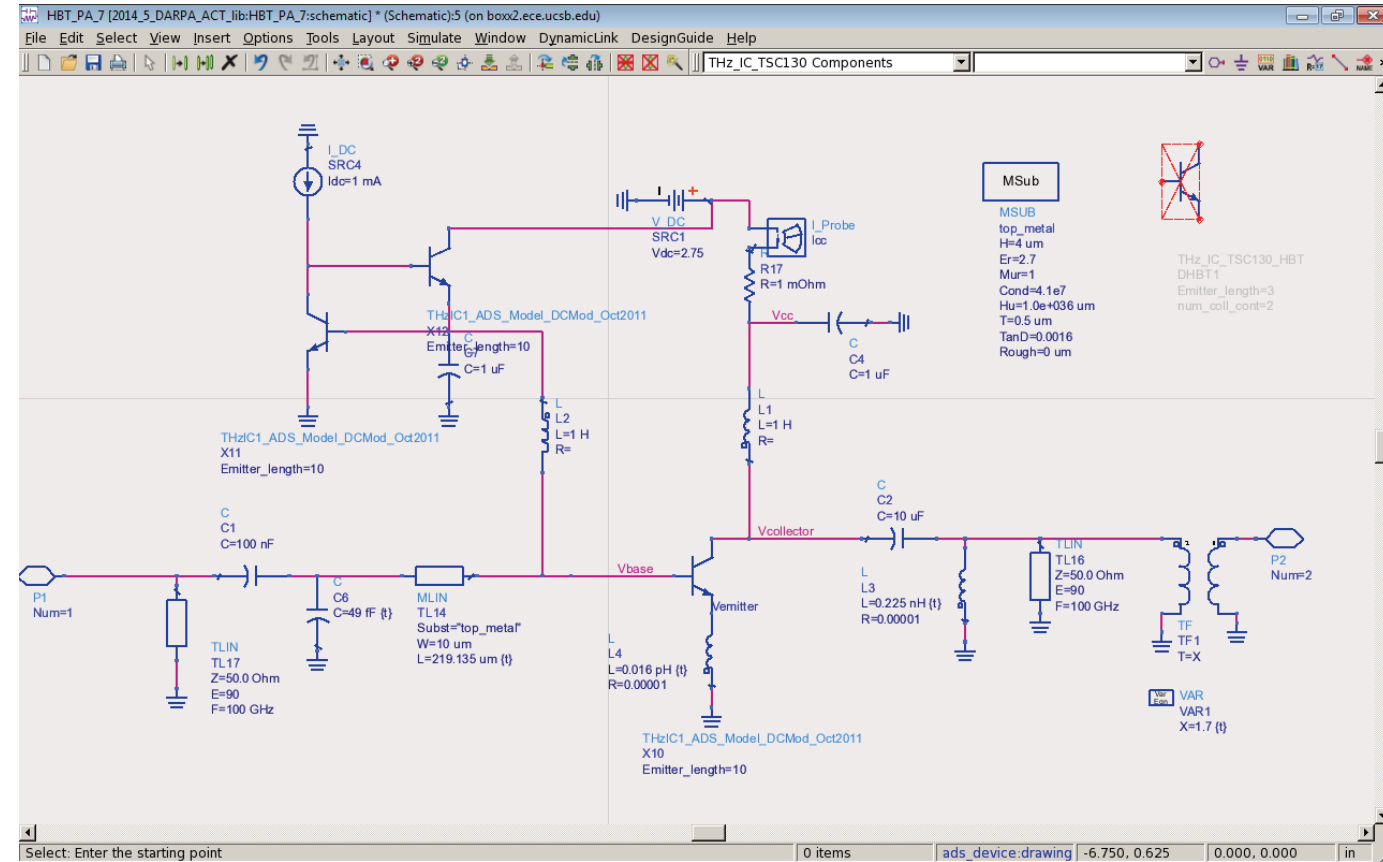 HBT_PA_7 [2014_5_DARPA_ACT_lib:HBT_PA_7:schematic] * (Schematic):5 (on boxx2.ece.ucsb.edu)
File Edit Select View Insert Options Tools Layout Simulate Window DynamicLink DesignGuide Help
THz_IC_TSC130 Components
VAR
NAME
I_DC
SRC4
Idc=1 mA
V_DC
SRC1
Vdc=2.75
I_Probe
Icc
R
R17
R=1 mOhm
MSub
MSUB
top_metal
H=4 um
Er=2.7
Mur=1
Cond=4.1e7
Hu=1.0e+036 um
T=0.5 um
TanD=0.0016
Rough=0 um
THz_IC_TSC130_HBT
DHBT1
Emitter_length=3
num_coll_cont=2
THzIC1_ADS_Model_DCMod_Oct2011
X12
Emitter_length=10
C
C7
C=1 uF
Vcc
C
C4
C=1 uF
L
L2
L=1 H
R=
L
L1
L=1 H
R=
THzIC1_ADS_Model_DCMod_Oct2011
X11
Emitter_length=10
C
C1
C=100 nF
C
C2
C=10 uF
Vcollector
Vbase
Vemitter
P1
Num=1
C
C6
C=49 fF {t}
MLIN
TL14
Subst="top_metal"
W=10 um
L=219.135 um {t}
TLIN
TL17
Z=50.0 Ohm
E=90
F=100 GHz
L
L4
L=0.016 pH {t}
R=0.00001
L
L3
L=0.225 nH {t}
R=0.00001
TLIN
TL16
Z=50.0 Ohm
E=90
F=100 GHz
P2
Num=2
TF
TF1
T=X
Var
Eqn
VAR
VAR1
X=1.7 {t}
THzIC1_ADS_Model_DCMod_Oct2011
X10
Emitter_length=10
Select: Enter the starting point
0 items
ads_device:drawing
-6.750, 0.625
0.000, 0.000
in